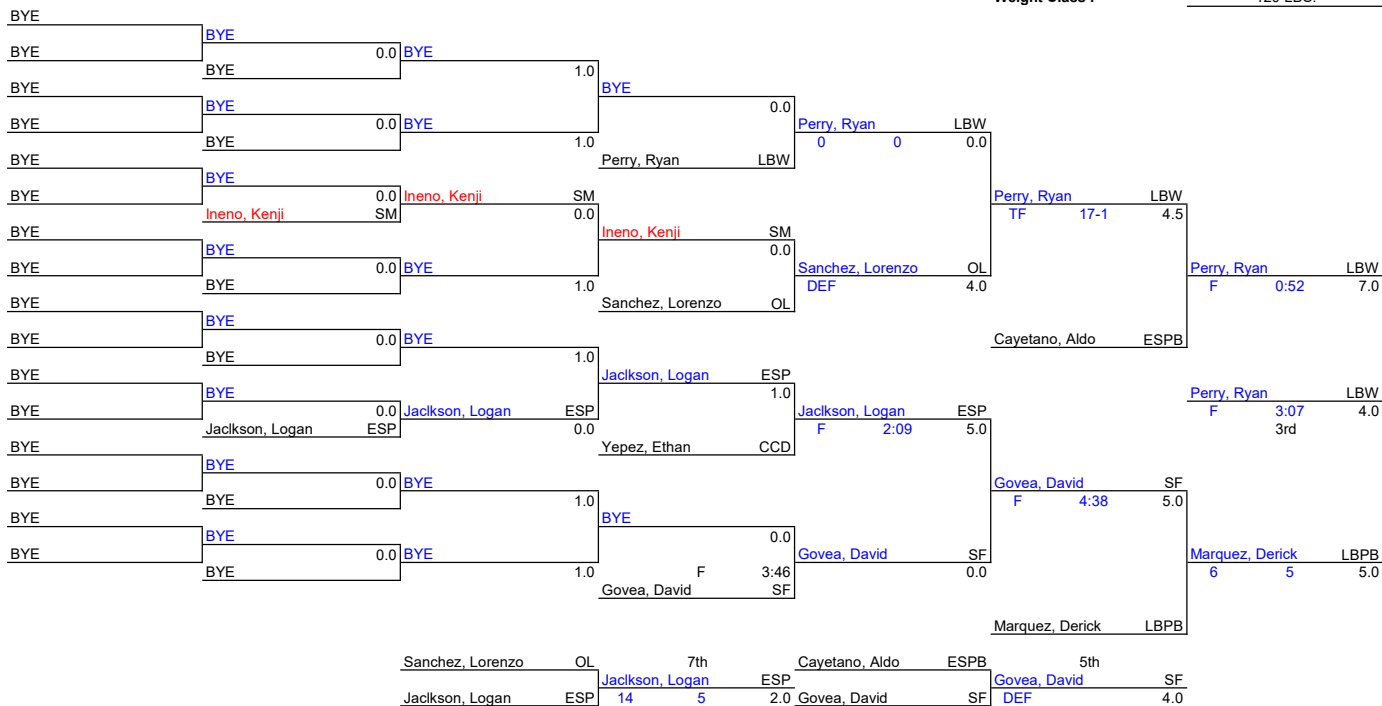 Weight Class : LBS.
BYE
BYE
BYE 0.0 BYE
BYE 1.0
BYE BYE
BYE 0.0
BYE 0.0 BYE Perry, Ryan LBW
BYE 1.0 0 0 0.0
BYE Perry, Ryan LBW
BYE
BYE 0.0 Ineno, Kenji SM Perry, Ryan LBW
Ineno, Kenji SM 0.0 TF 17-1 4.5
BYE Ineno, Kenji SM
BYE 0.0
BYE 0.0 BYE Sanchez, Lorenzo OL Perry, Ryan LBW
BYE 1.0 DEF 4.0 F 0:52 7.0
BYE Sanchez, Lorenzo OL
BYE
BYE 0.0 BYE Cayetano, Aldo ESPB
BYE 1.0
BYE Jaclkson, Logan ESP
BYE 1.0 Perry, Ryan LBW
BYE 0.0 Jaclkson, Logan ESP Jaclkson, Logan ESP F 3:07 4.0
Jaclkson, Logan ESP 0.0 F 2:09 5.0 3rd
BYE Yepez, Ethan CCD
BYE
BYE 0.0 BYE Govea, David SF
BYE 1.0 F 4:38 5.0
BYE BYE
BYE 0.0
BYE 0.0 BYE Govea, David SF Marquez, Derick LBPB
BYE 1.0 F 3:46 0.0 6 5 5.0
Govea, David SF
Marquez, Derick LBPB
Sanchez, Lorenzo OL 7th Cayetano, Aldo ESPB 5th
Jaclkson, Logan ESP Govea, David SF
Jaclkson, Logan ESP 14 5 2.0 Govea, David SF DEF 4.0